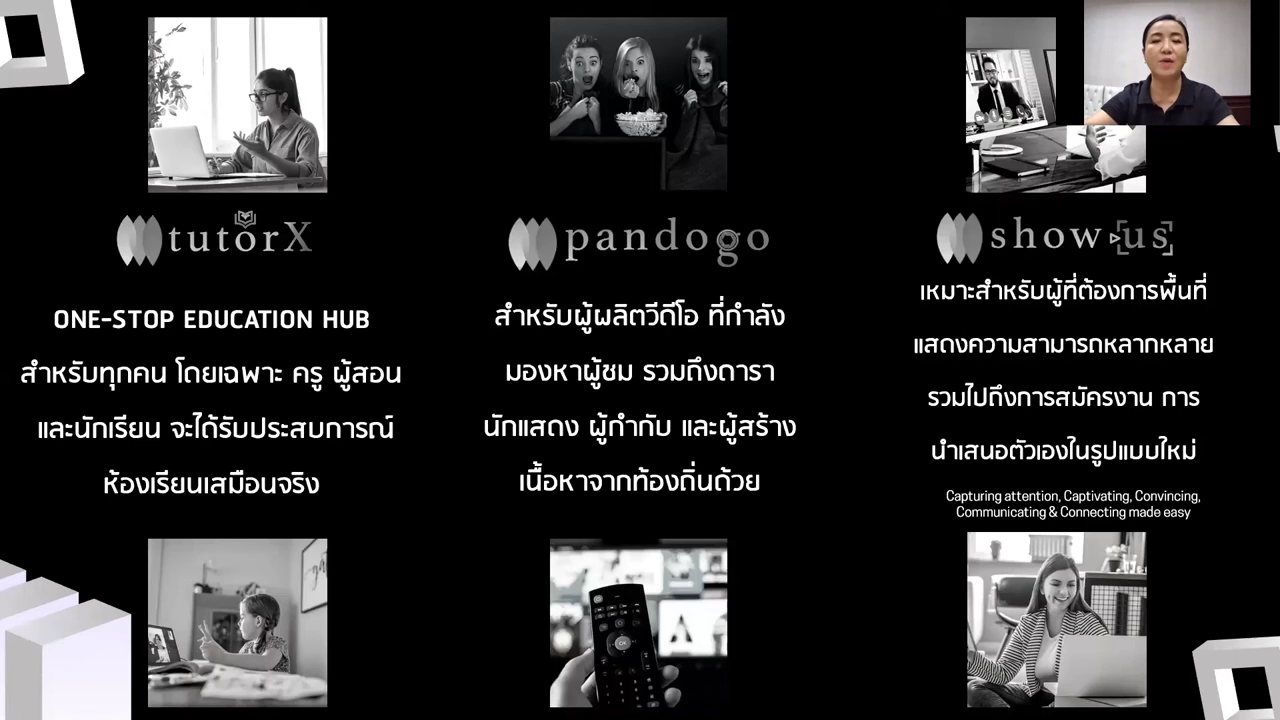 tutorX
ONE-STOP EDUCATION HUB
สำหรับทุกคน โดยเฉพาะ ครู ผู้สอน
และนักเรียน จะได้รับประสบการณ์
ห้องเรียนเสมือนจริง
pandogo
สำหรับผู้ผลิตวีดีโอ ที่กำลัง
มองหาผู้ชม รวมถึงดารา
นักแสดง ผู้กำกับ และผู้สร้าง
เนื้อหาจากท้องถิ่นด้วย
show us
เหมาะสำหรับผู้ที่ต้องการพื้นที่
แสดงความสามารถหลากหลาย
รวมไปถึงการสมัครงาน การ
นำเสนอตัวเองในรูปแบบใหม่
Capturing attention, Captivating, Convincing,
Communicating & Connecting made easy